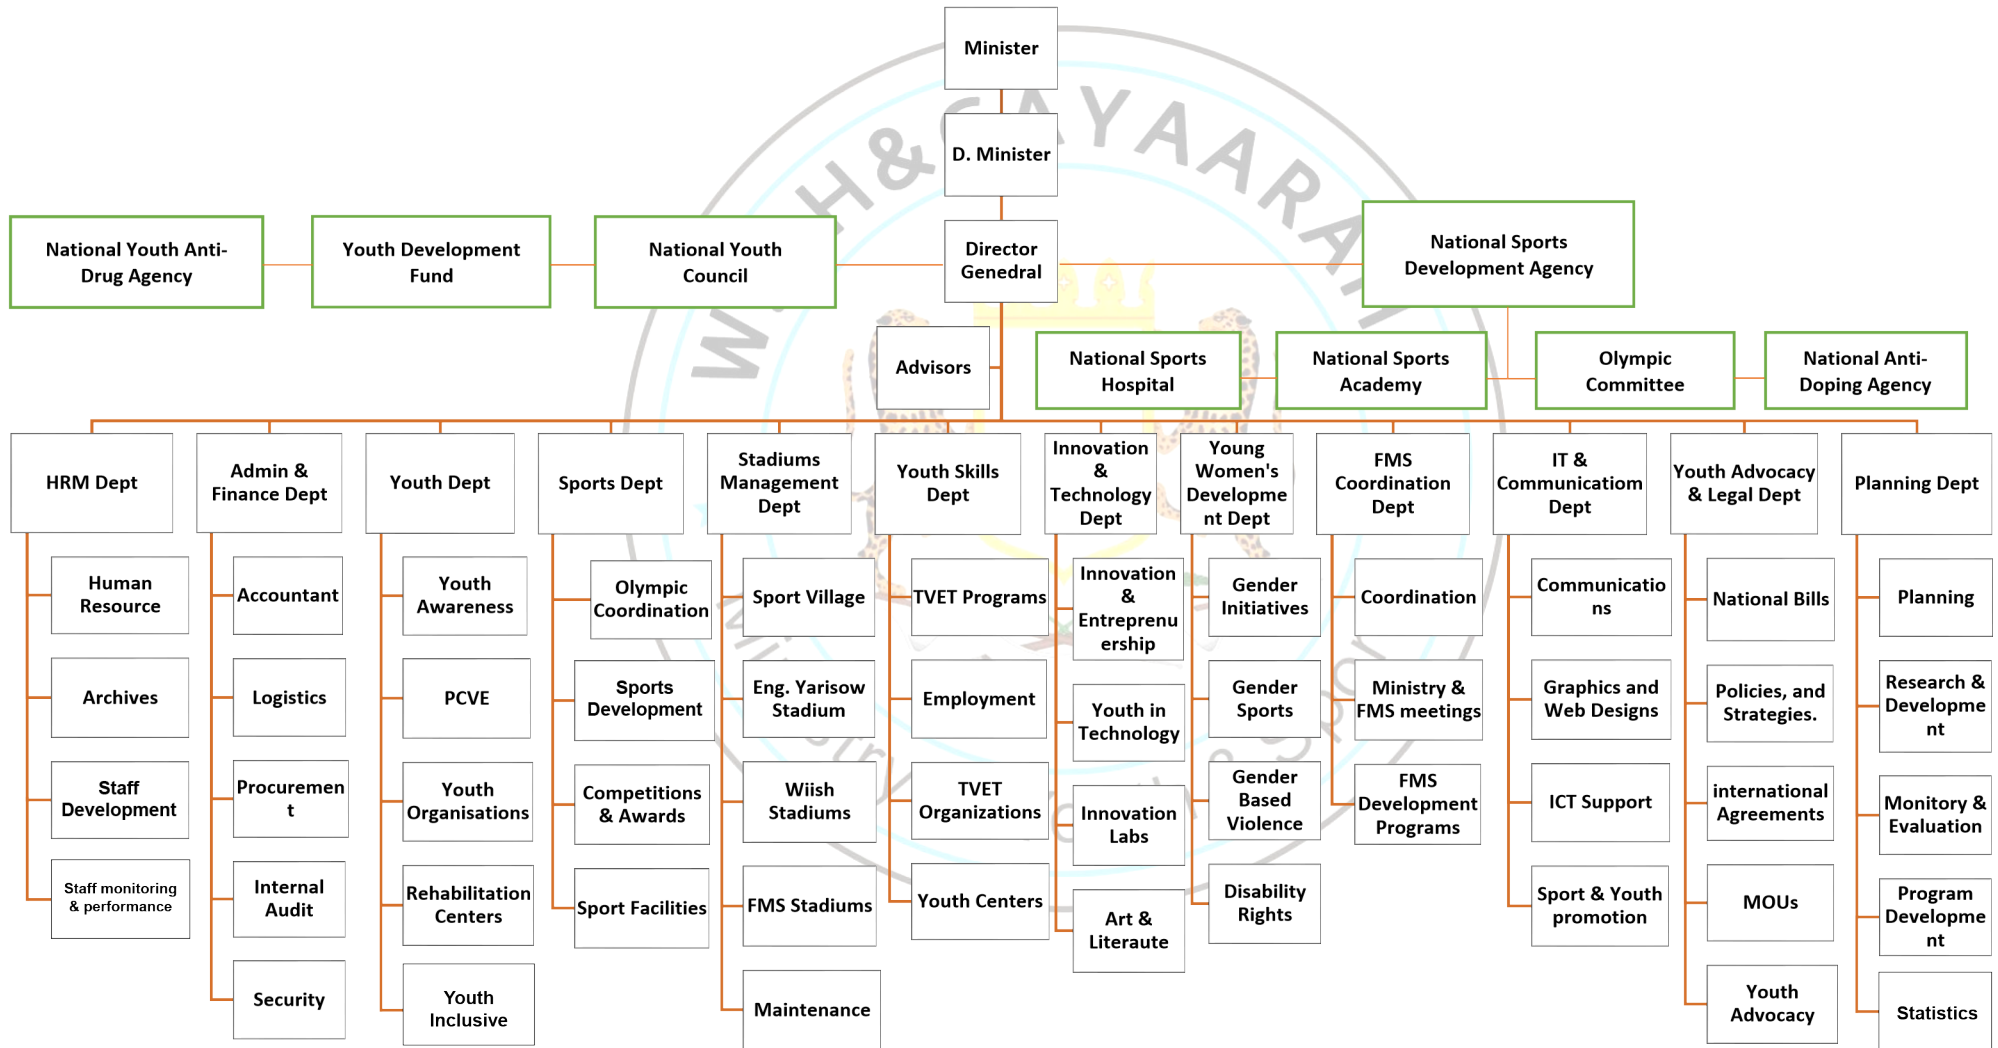 Minister
D. Minister
Director
Genedral
National Youth Anti-
Drug Agency
Youth Development
Fund
National Youth
Council
National Sports
Development Agency
Advisors
National Sports
Hospital
National Sports
Academy
Olympic
Committee
National Anti-
Doping Agency
HRM Dept
Admin &
Finance Dept
Youth Dept
Sports Dept
Stadiums
Management
Dept
Youth Skills
Dept
Innovation
&
Technology
Dept
Young
Women's
Developme
nt Dept
FMS
Coordination
Dept
IT &
Communicatiom
Dept
Youth Advocacy
& Legal Dept
Planning Dept
Human
Resource
Archives
Staff
Development
Staff monitoring
& performance
Accountant
Logistics
Procuremen
t
Internal
Audit
Security
Youth
Awareness
PCVE
Youth
Organisations
Rehabilitation
Centers
Youth
Inclusive
Olympic
Coordination
Sports
Development
Competitions
& Awards
Sport Facilities
Sport Village
Eng. Yarisow
Stadium
Wiish
Stadiums
FMS Stadiums
Maintenance
TVET Programs
Employment
TVET
Organizations
Youth Centers
Innovation
&
Entreprenu
ership
Youth in
Technology
Innovation
Labs
Art &
Literaute
Gender
Initiatives
Gender
Sports
Gender
Based
Violence
Disability
Rights
Coordination
Ministry &
FMS meetings
FMS
Development
Programs
Communicatio
ns
Graphics and
Web Designs
ICT Support
Sport & Youth
promotion
National Bills
Policies, and
Strategies.
international
Agreements
MOUs
Youth
Advocacy
Planning
Research &
Developme
nt
Monitory &
Evaluation
Program
Developme
nt
Statistics